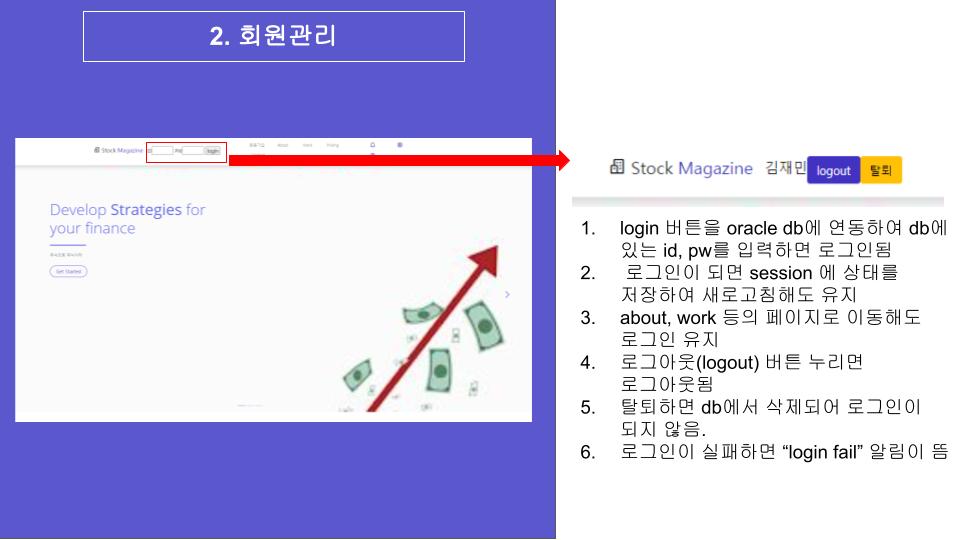 2. 회원관리
Stock Magazine
PW
login
About
Work
Pricing
Develop Strategies for
your finance
Get Started
Stock Magazine 김재민 logout 탈퇴
1. login 버튼을 oracle db에 연동하여 db에
있는 id, pw를 입력하면 로그인됨
2. 로그인이 되면 session 에 상태를
저장하여 새로고침해도 유지
3. about, work 등의 페이지로 이동해도
로그인 유지
4. 로그아웃(logout) 버튼 누리면
로그아웃됨
5. 탈퇴하면 db에서 삭제되어 로그인이
되지 않음.
6. 로그인이 실패하면 “login fail” 알림이 뜸